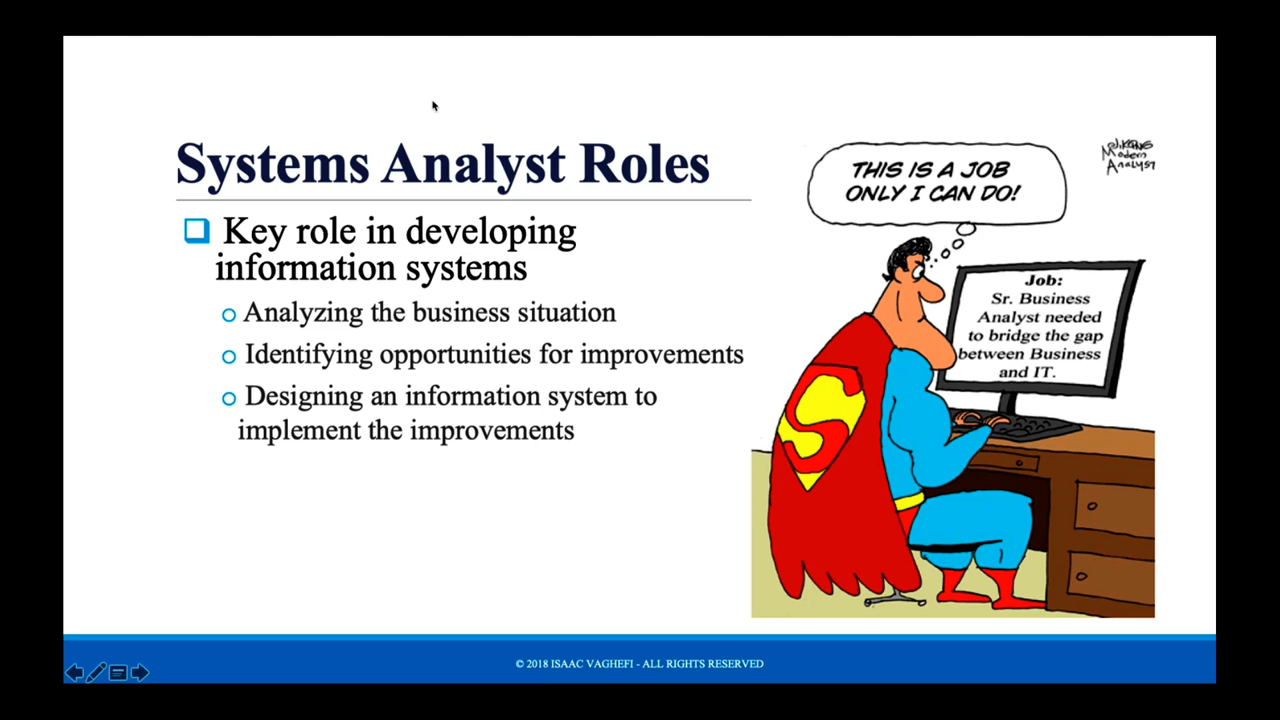 Systems Analyst Roles
Key role in developing
information systems
Analyzing the business situation
Identifying opportunities for improvements
Designing an information system to
implement the improvements
THIS IS A JOB
ONLY I CAN DO!
Modern
Analyst
Job:
Sr. Business
Analyst needed
to bridge the gap
between Business
and IT.
S
© 2018 ISAAC VAGHEFI - ALL RIGHTS RESERVED